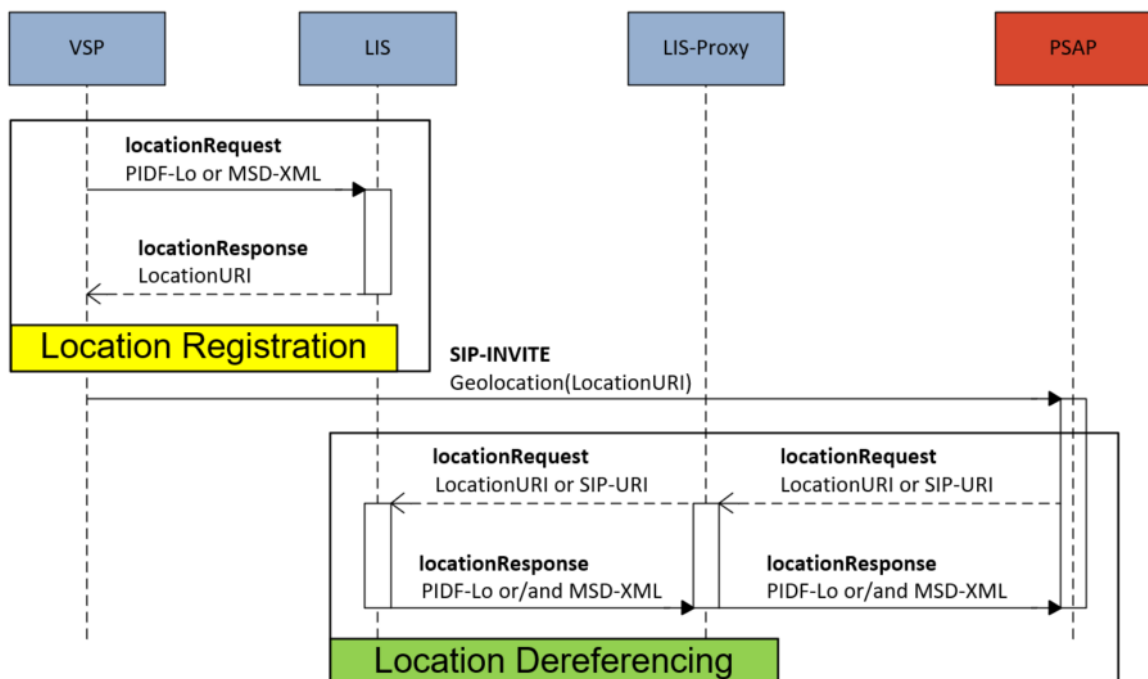 VSP
LIS
LIS-Proxy
PSAP
locationRequest
PIDF-Lo or MSD-XML
locationResponse
LocationURI
Location Registration
SIP-INVITE
Geolocation(LocationURI)
locationRequest
LocationURI or SIP-URI
locationRequest
LocationURI or SIP-URI
locationResponse
PIDF-Lo or/and MSD-XML
locationResponse
PIDF-Lo or/and MSD-XML
Location Dereferencing